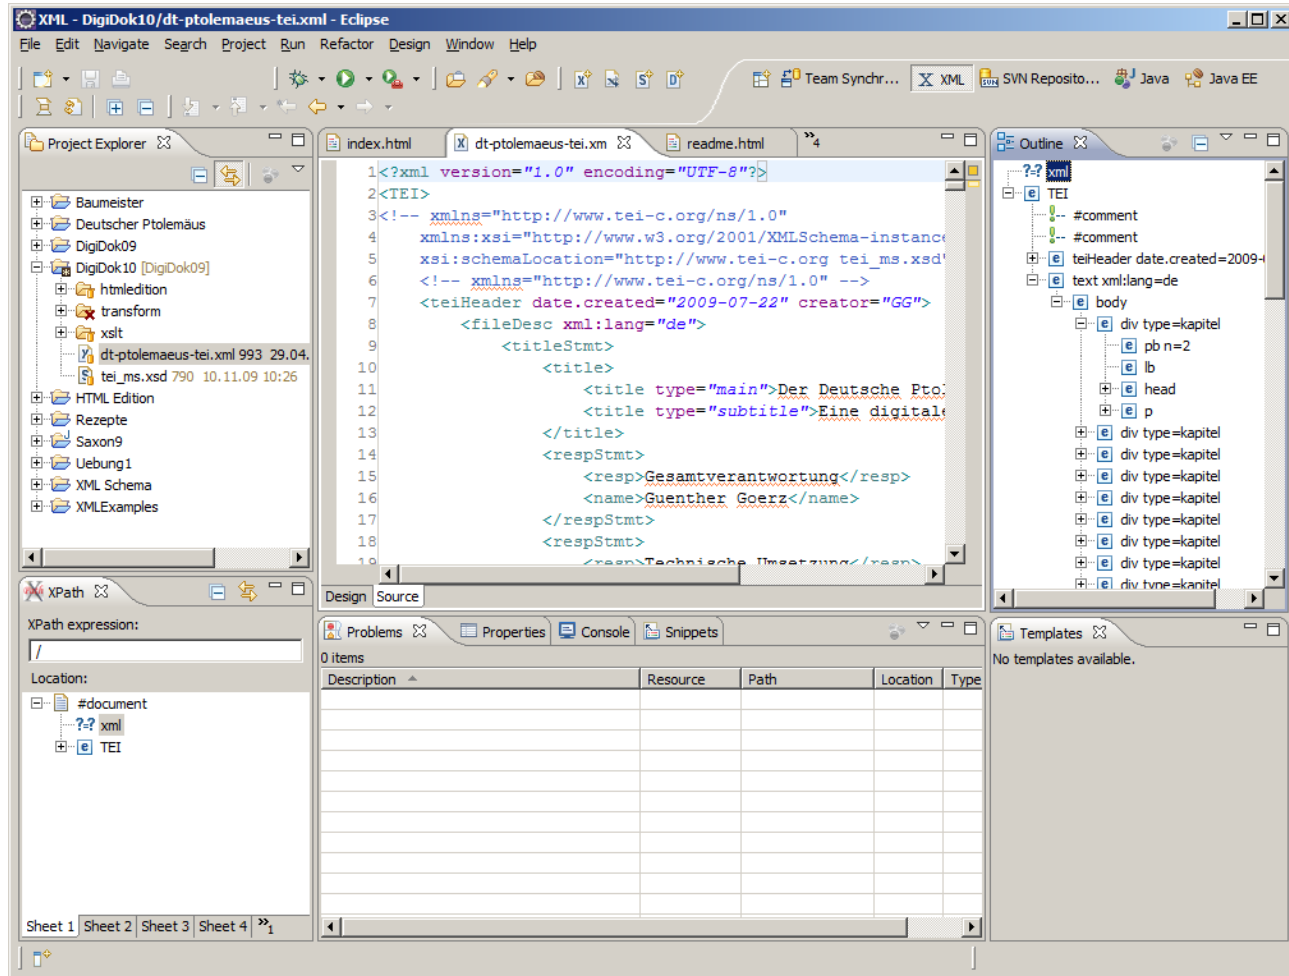 XML - DigiDok10/dt-ptolemaeus-tei.xml - Eclipse
File Edit Navigate Search Project Run Refactor Design Window Help
Team Synchr... XML SVN Reposito... Java Java EE
Project Explorer
Baumeister
Deutscher Ptolemäus
DigiDok09
DigiDok10 [DigiDok09]
htmledition
transform
xslt
dt-ptolemaeus-tei.xml 993 29.04.
tei_ms.xsd 790 10.11.09 10:26
HTML Edition
Rezepte
Saxon9
Uebung1
XML Schema
XMLExamples
index.html dt-ptolemaeus-tei.xm readme.html »4
1 <?xml version="1.0" encoding="UTF-8"?>
2 <TEI>
3 <!-- xmlns="http://www.tei-c.org/ns/1.0"
4 xmlns:xsi="http://www.w3.org/2001/XMLSchema-instance
5 xsi:schemaLocation="http://www.tei-c.org tei_ms.xsd"
6 <!-- xmlns="http://www.tei-c.org/ns/1.0" -->
7 <teiHeader date.created="2009-07-22" creator="GG">
8 <fileDesc xml:lang="de">
9 <titleStmt>
10 <title>
11 <title type="main">Der Deutsche Ptol
12 <title type="subtitle">Eine digitale
13 </title>
14 <respStmt>
15 <resp>Gesamtverantwortung</resp>
16 <name>Guenther Goerz</name>
17 </respStmt>
18 <respStmt>
19 <resp>Technische Umsetzung</resp>
Design Source
Outline
?=? xml
TEI
#comment
#comment
teiHeader date.created=2009-
text xml:lang=de
body
div type=kapitel
pb n=2
lb
head
p
div type=kapitel
div type=kapitel
div type=kapitel
div type=kapitel
div type=kapitel
div type=kapitel
div type=kapitel
div type=kapitel
XPath
XPath expression:
/
Location:
#document
?=? xml
TEI
Sheet 1 Sheet 2 Sheet 3 Sheet 4 »1
Problems Properties Console Snippets
0 items
Description Resource Path Location Type
Templates
No templates available.